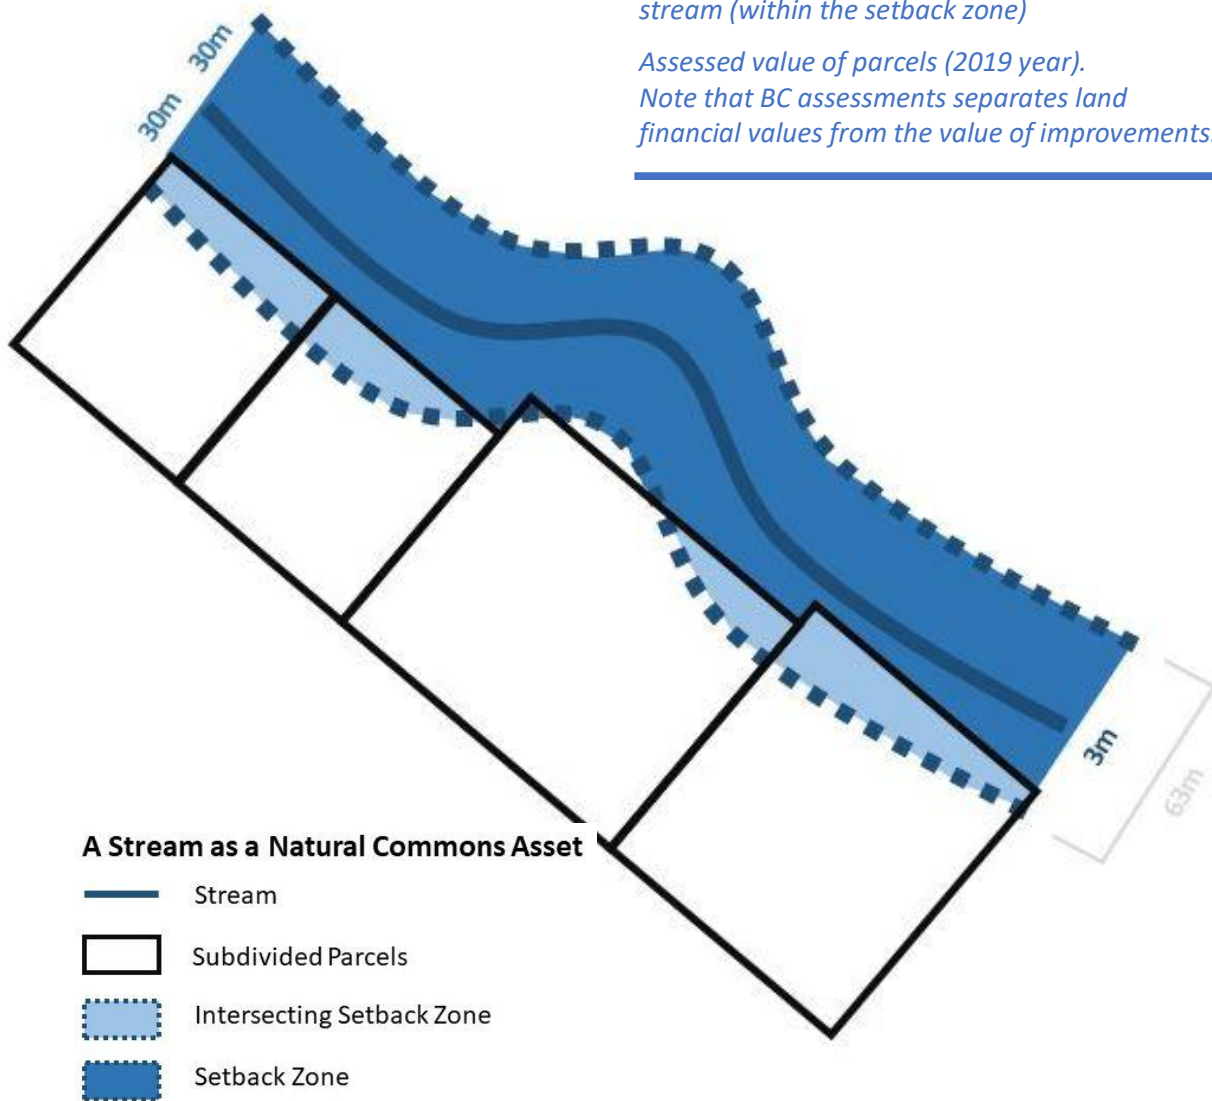 stream (within the setback zone)
Assessed value of parcels (2019 year).
Note that BC assessments separates land
financial values from the value of improvements.
30m
30m
3m
63m
A Stream as a Natural Commons Asset
Stream
Subdivided Parcels
Intersecting Setback Zone
Setback Zone